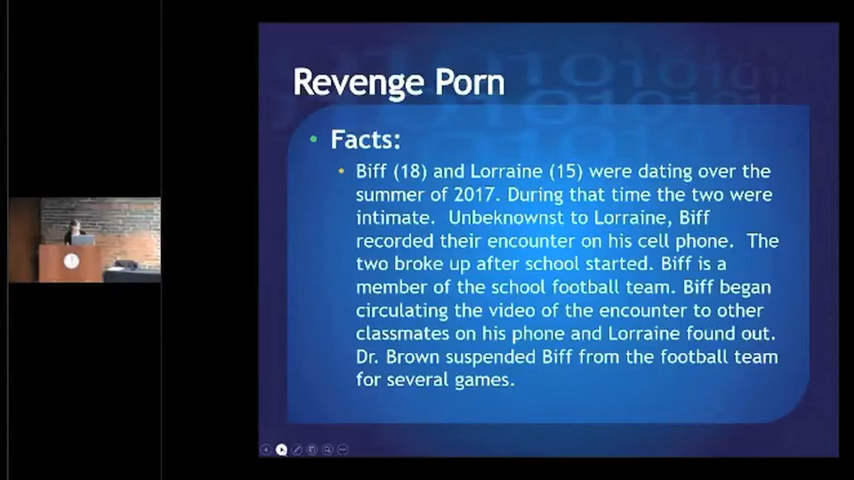 Revenge Porn
Facts:
Biff (18) and Lorraine (15) were dating over the
summer of 2017. During that time the two were
intimate. Unbeknownst to Lorraine, Biff
recorded their encounter on his cell phone. The
two broke up after school started. Biff is a
member of the school football team. Biff began
circulating the video of the encounter to other
classmates on his phone and Lorraine found out.
Dr. Brown suspended Biff from the football team
for several games.